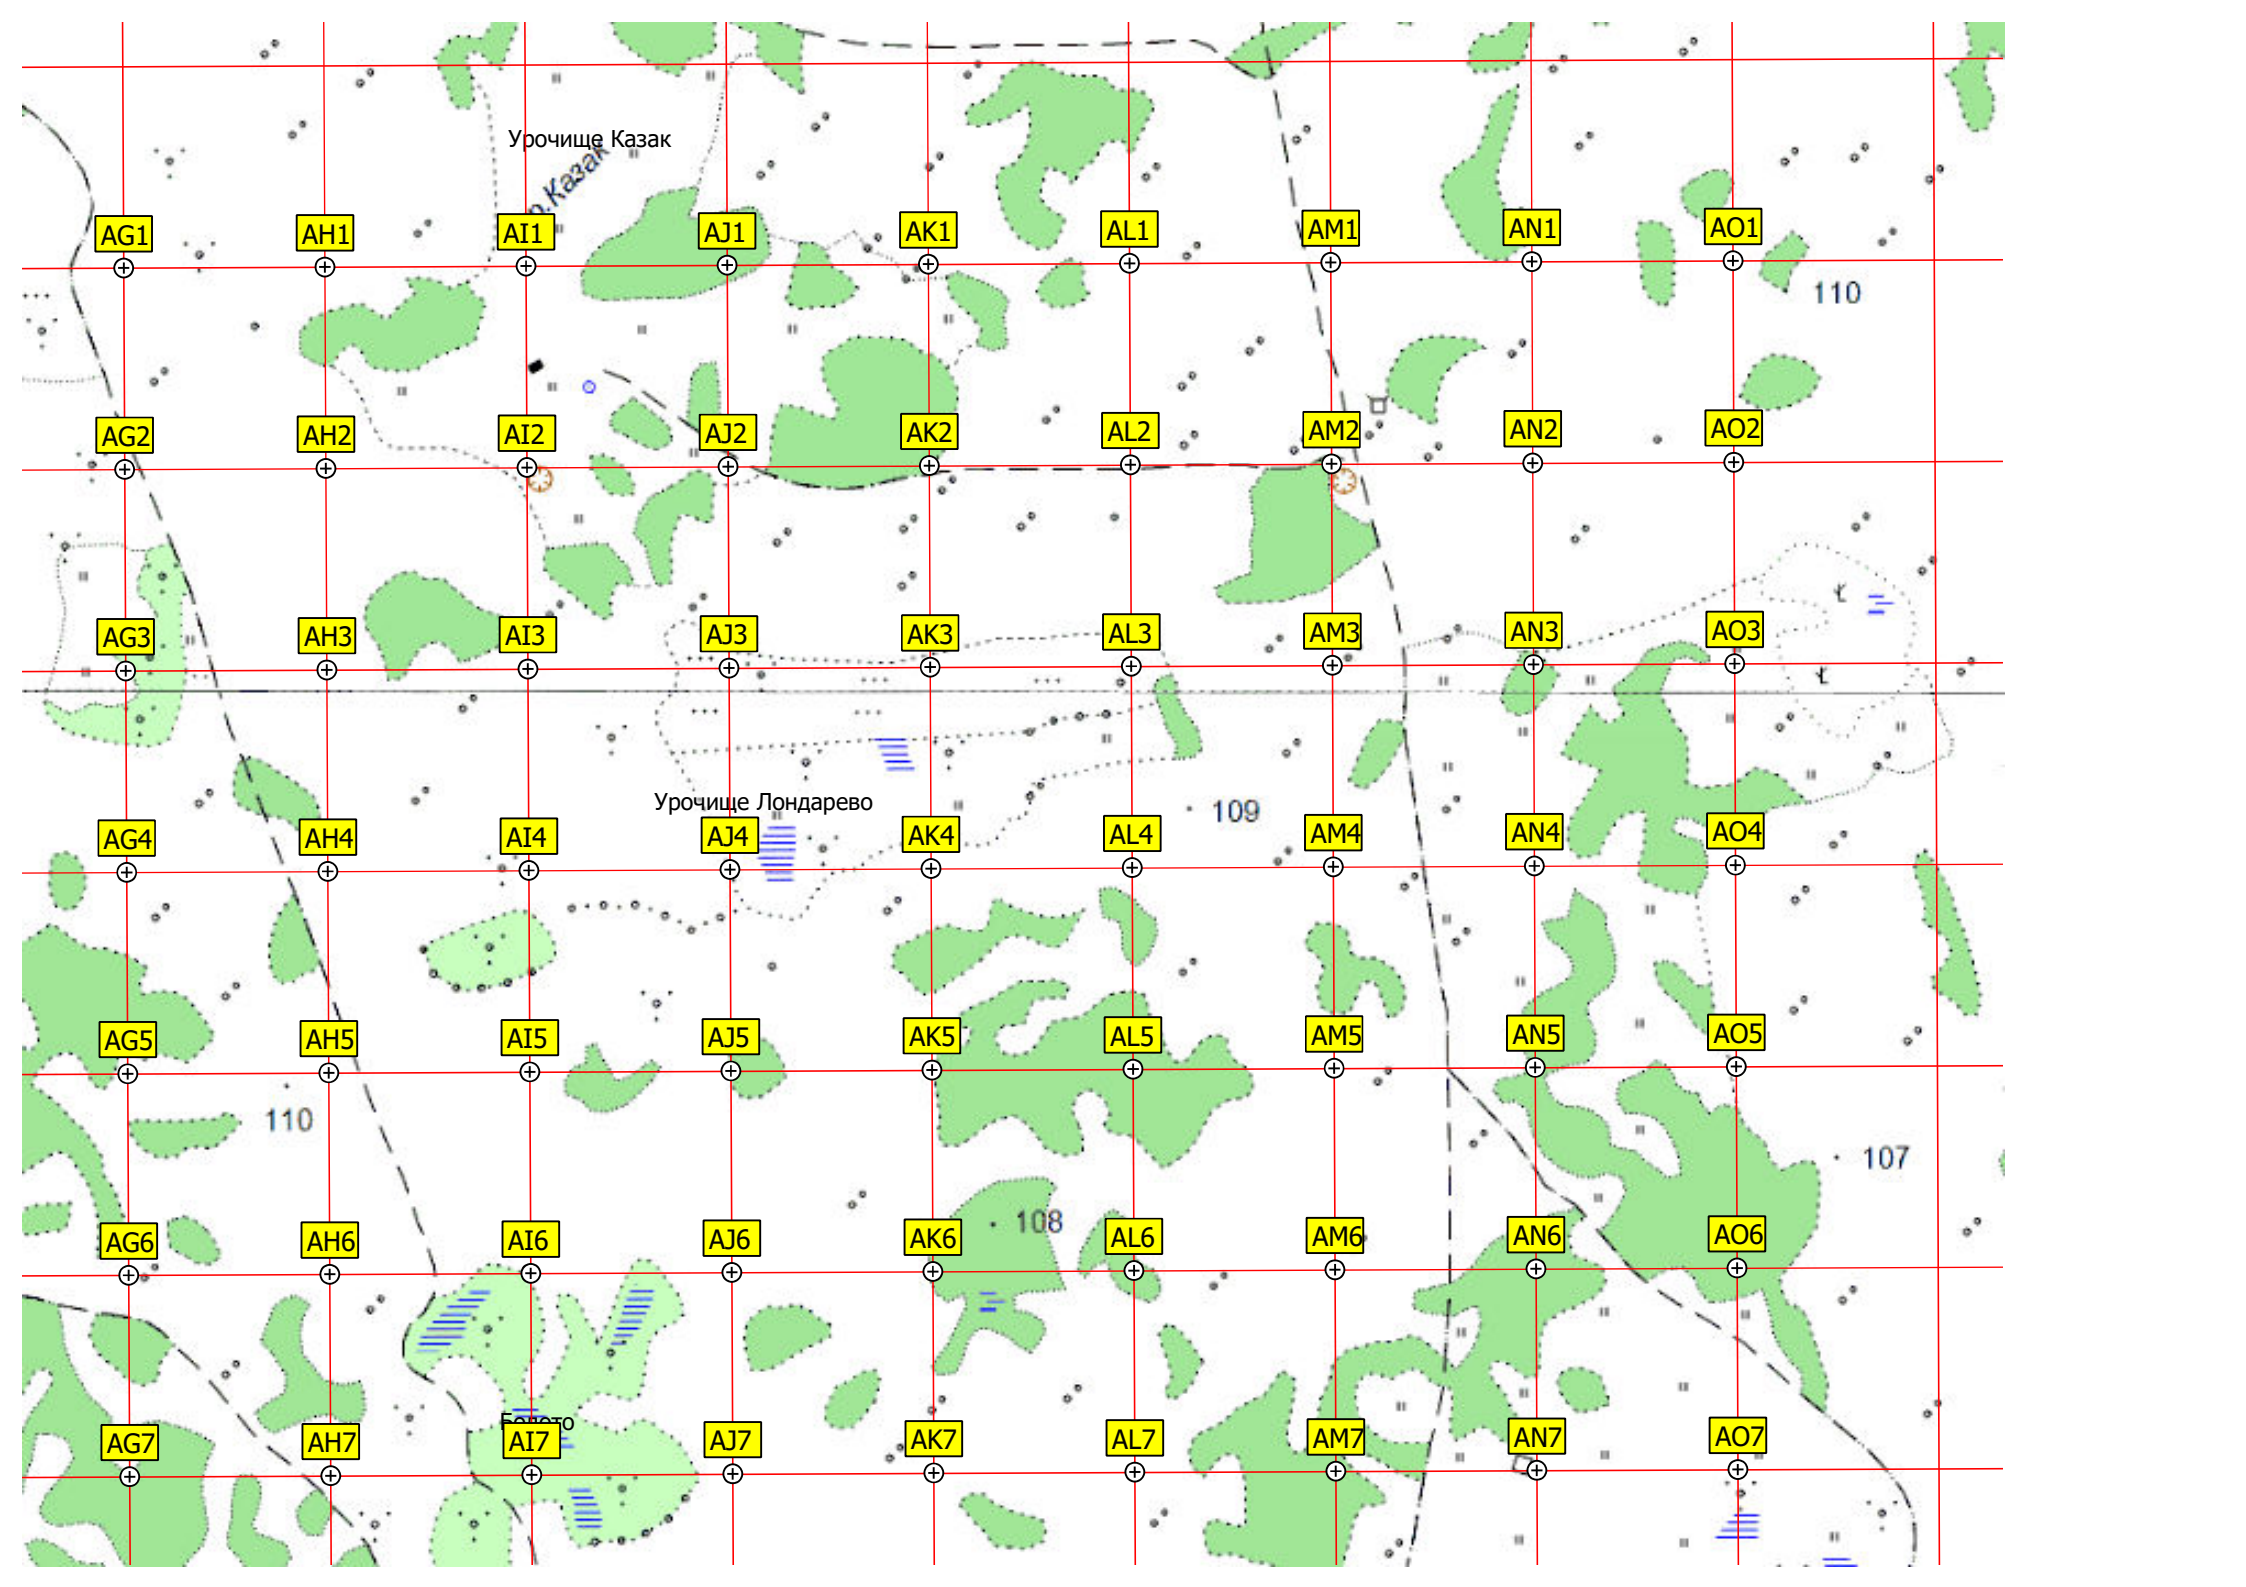 Урочище Казак
р.Казак
AG1 AH1 AI1 AJ1 AK1 AL1 AM1 AN1 AO1
110
AG2 AH2 AI2 AJ2 AK2 AL2 AM2 AN2 AO2
AG3 AH3 AI3 AJ3 AK3 AL3 AM3 AN3 AO3
Урочище Лондарево
109
AG4 AH4 AI4 AJ4 AK4 AL4 AM4 AN4 AO4
AG5 AH5 AI5 AJ5 AK5 AL5 AM5 AN5 AO5
110
107
108
AG6 AH6 AI6 AJ6 AK6 AL6 AM6 AN6 AO6
Болото
AG7 AH7 AI7 AJ7 AK7 AL7 AM7 AN7 AO7